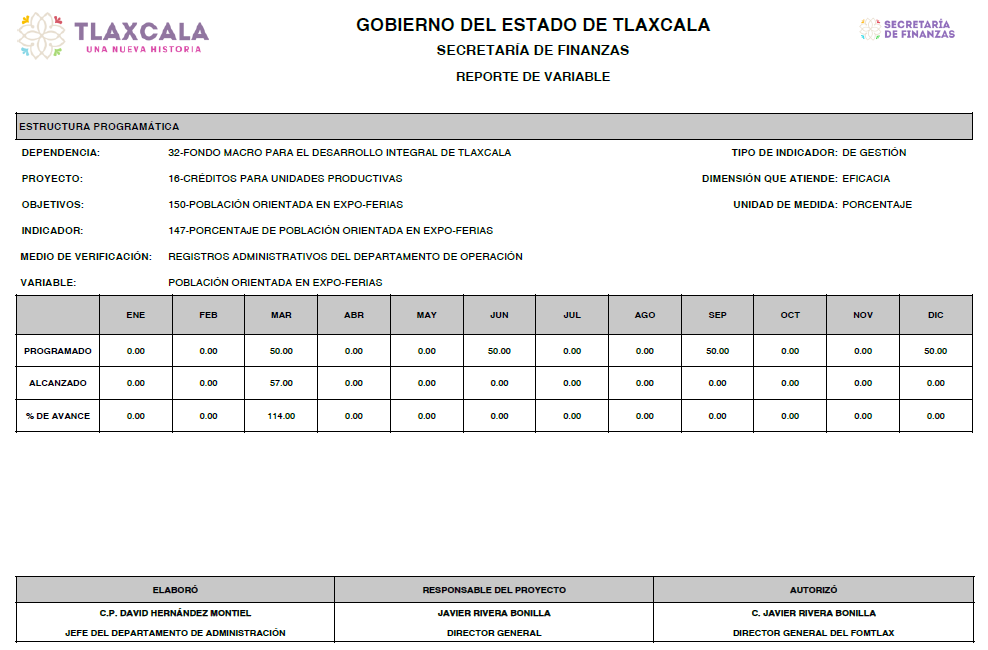 TLAXCALA
UNA NUEVA HISTORIA
GOBIERNO DEL ESTADO DE TLAXCALA
SECRETARÍA DE FINANZAS
REPORTE DE VARIABLE
SECRETARÍA
DE FINANZAS
ESTRUCTURA PROGRAMÁTICA
DEPENDENCIA: 32-FONDO MACRO PARA EL DESARROLLO INTEGRAL DE TLAXCALA TIPO DE INDICADOR: DE GESTIÓN
PROYECTO: 16-CRÉDITOS PARA UNIDADES PRODUCTIVAS DIMENSIÓN QUE ATIENDE: EFICACIA
OBJETIVOS: 150-POBLACIÓN ORIENTADA EN EXPO-FERIAS UNIDAD DE MEDIDA: PORCENTAJE
INDICADOR: 147-PORCENTAJE DE POBLACIÓN ORIENTADA EN EXPO-FERIAS
MEDIO DE VERIFICACIÓN: REGISTROS ADMINISTRATIVOS DEL DEPARTAMENTO DE OPERACIÓN
VARIABLE: POBLACIÓN ORIENTADA EN EXPO-FERIAS
ENE FEB MAR ABR MAY JUN JUL AGO SEP OCT NOV DIC
PROGRAMADO 0.00 0.00 50.00 0.00 0.00 50.00 0.00 0.00 50.00 0.00 0.00 50.00
ALCANZADO 0.00 0.00 57.00 0.00 0.00 0.00 0.00 0.00 0.00 0.00 0.00 0.00
% DE AVANCE 0.00 0.00 114.00 0.00 0.00 0.00 0.00 0.00 0.00 0.00 0.00 0.00
ELABORÓ RESPONSABLE DEL PROYECTO AUTORIZÓ
C.P. DAVID HERNÁNDEZ MONTIEL JAVIER RIVERA BONILLA C. JAVIER RIVERA BONILLA
JEFE DEL DEPARTAMENTO DE ADMINISTRACIÓN DIRECTOR GENERAL DIRECTOR GENERAL DEL FOMTLAX